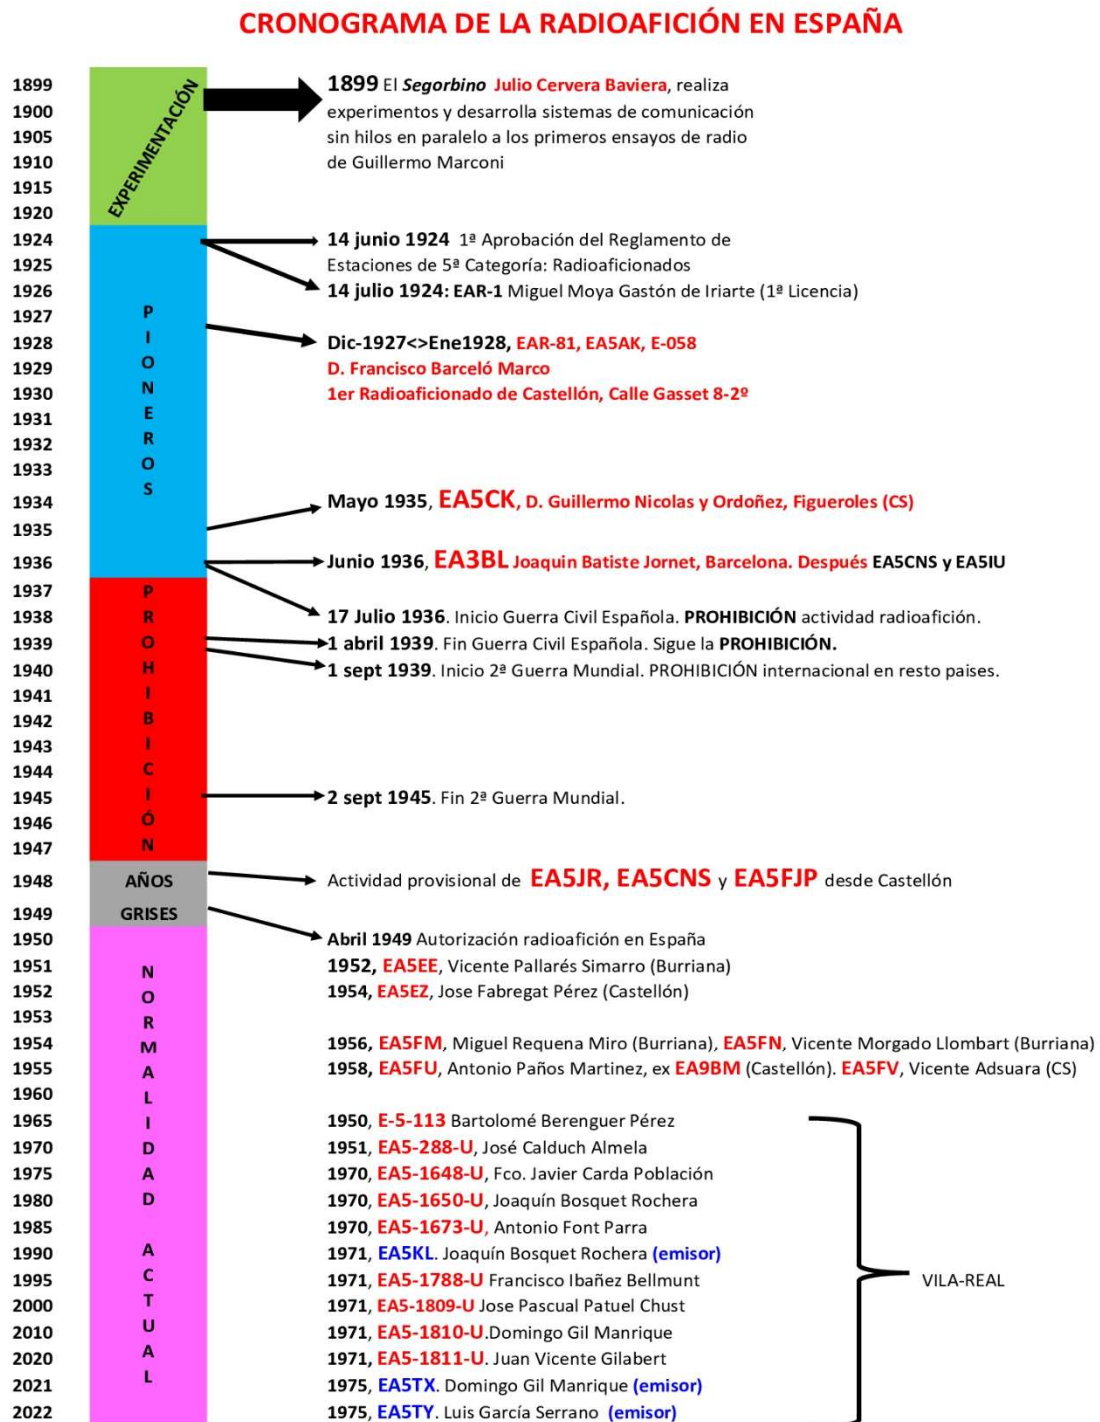 CRONOGRAMA DE LA RADIOAFICIÓN EN ESPAÑA
1899
1900
1905
1910
1915
1920
1924
1925
1926
1927
1928
1929
1930
1931
1932
1933
1934
1935
1936
1937
1938
1939
1940
1941
1942
1943
1944
1945
1946
1947
1948
1949
1950
1951
1952
1953
1954
1955
1960
1965
1970
1975
1980
1985
1990
1995
2000
2010
2020
2021
2022
EXPERIMENTACIÓN
PIONEROS
PROHIBICIÓN
AÑOS
GRISES
NORMALIDAD ACTUAL
1899 El Segorbino Julio Cervera Baviera, realiza
experimentos y desarrolla sistemas de comunicación
sin hilos en paralelo a los primeros ensayos de radio
de Guillermo Marconi
14 junio 1924 1ª Aprobación del Reglamento de
Estaciones de 5ª Categoría: Radioaficionados
14 julio 1924: EAR-1 Miguel Moya Gastón de Iriarte (1ª Licencia)
Dic-1927<>Ene1928, EAR-81, EA5AK, E-058
D. Francisco Barceló Marco
1er Radioaficionado de Castellón, Calle Gasset 8-2º
Mayo 1935, EA5CK, D. Guillermo Nicolas y Ordoñez, Figueroles (CS)
Junio 1936, EA3BL Joaquin Batiste Jornet, Barcelona. Después EA5CNS y EA5IU
17 Julio 1936. Inicio Guerra Civil Española. PROHIBICIÓN actividad radioafición.
1 abril 1939. Fin Guerra Civil Española. Sigue la PROHIBICIÓN.
1 sept 1939. Inicio 2ª Guerra Mundial. PROHIBICIÓN internacional en resto paises.
2 sept 1945. Fin 2ª Guerra Mundial.
Actividad provisional de EA5JR, EA5CNS y EA5FJP desde Castellón
Abril 1949 Autorización radioafición en España
1952, EA5EE, Vicente Pallarés Simarro (Burriana)
1954, EA5EZ, Jose Fabregat Pérez (Castellón)
1956, EA5FM, Miguel Requena Miro (Burriana), EA5FN, Vicente Morgado Llombart (Burriana)
1958, EA5FU, Antonio Paños Martinez, ex EA9BM (Castellón). EA5FV, Vicente Adsuara (CS)
1950, E-5-113 Bartolomé Berenguer Pérez
1951, EA5-288-U, José Calduch Almela
1970, EA5-1648-U, Fco. Javier Carda Población
1970, EA5-1650-U, Joaquín Bosquet Rochera
1970, EA5-1673-U, Antonio Font Parra
1971, EA5KL. Joaquín Bosquet Rochera (emisor)
1971, EA5-1788-U Francisco Ibañez Bellmunt
1971, EA5-1809-U Jose Pascual Patuel Chust
1971, EA5-1810-U.Domingo Gil Manrique
1971, EA5-1811-U. Juan Vicente Gilabert
1975, EA5TX. Domingo Gil Manrique (emisor)
1975, EA5TY. Luis García Serrano (emisor)
VILA-REAL